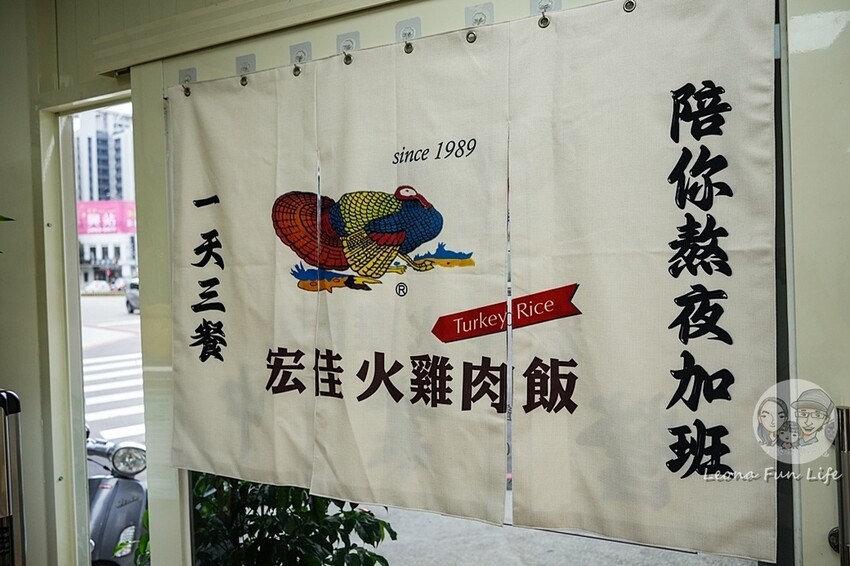 since 1989
®
Turkey Rice
宏佳火雞肉飯
陪你熬夜加班
一天三餐
Leona Fun Life